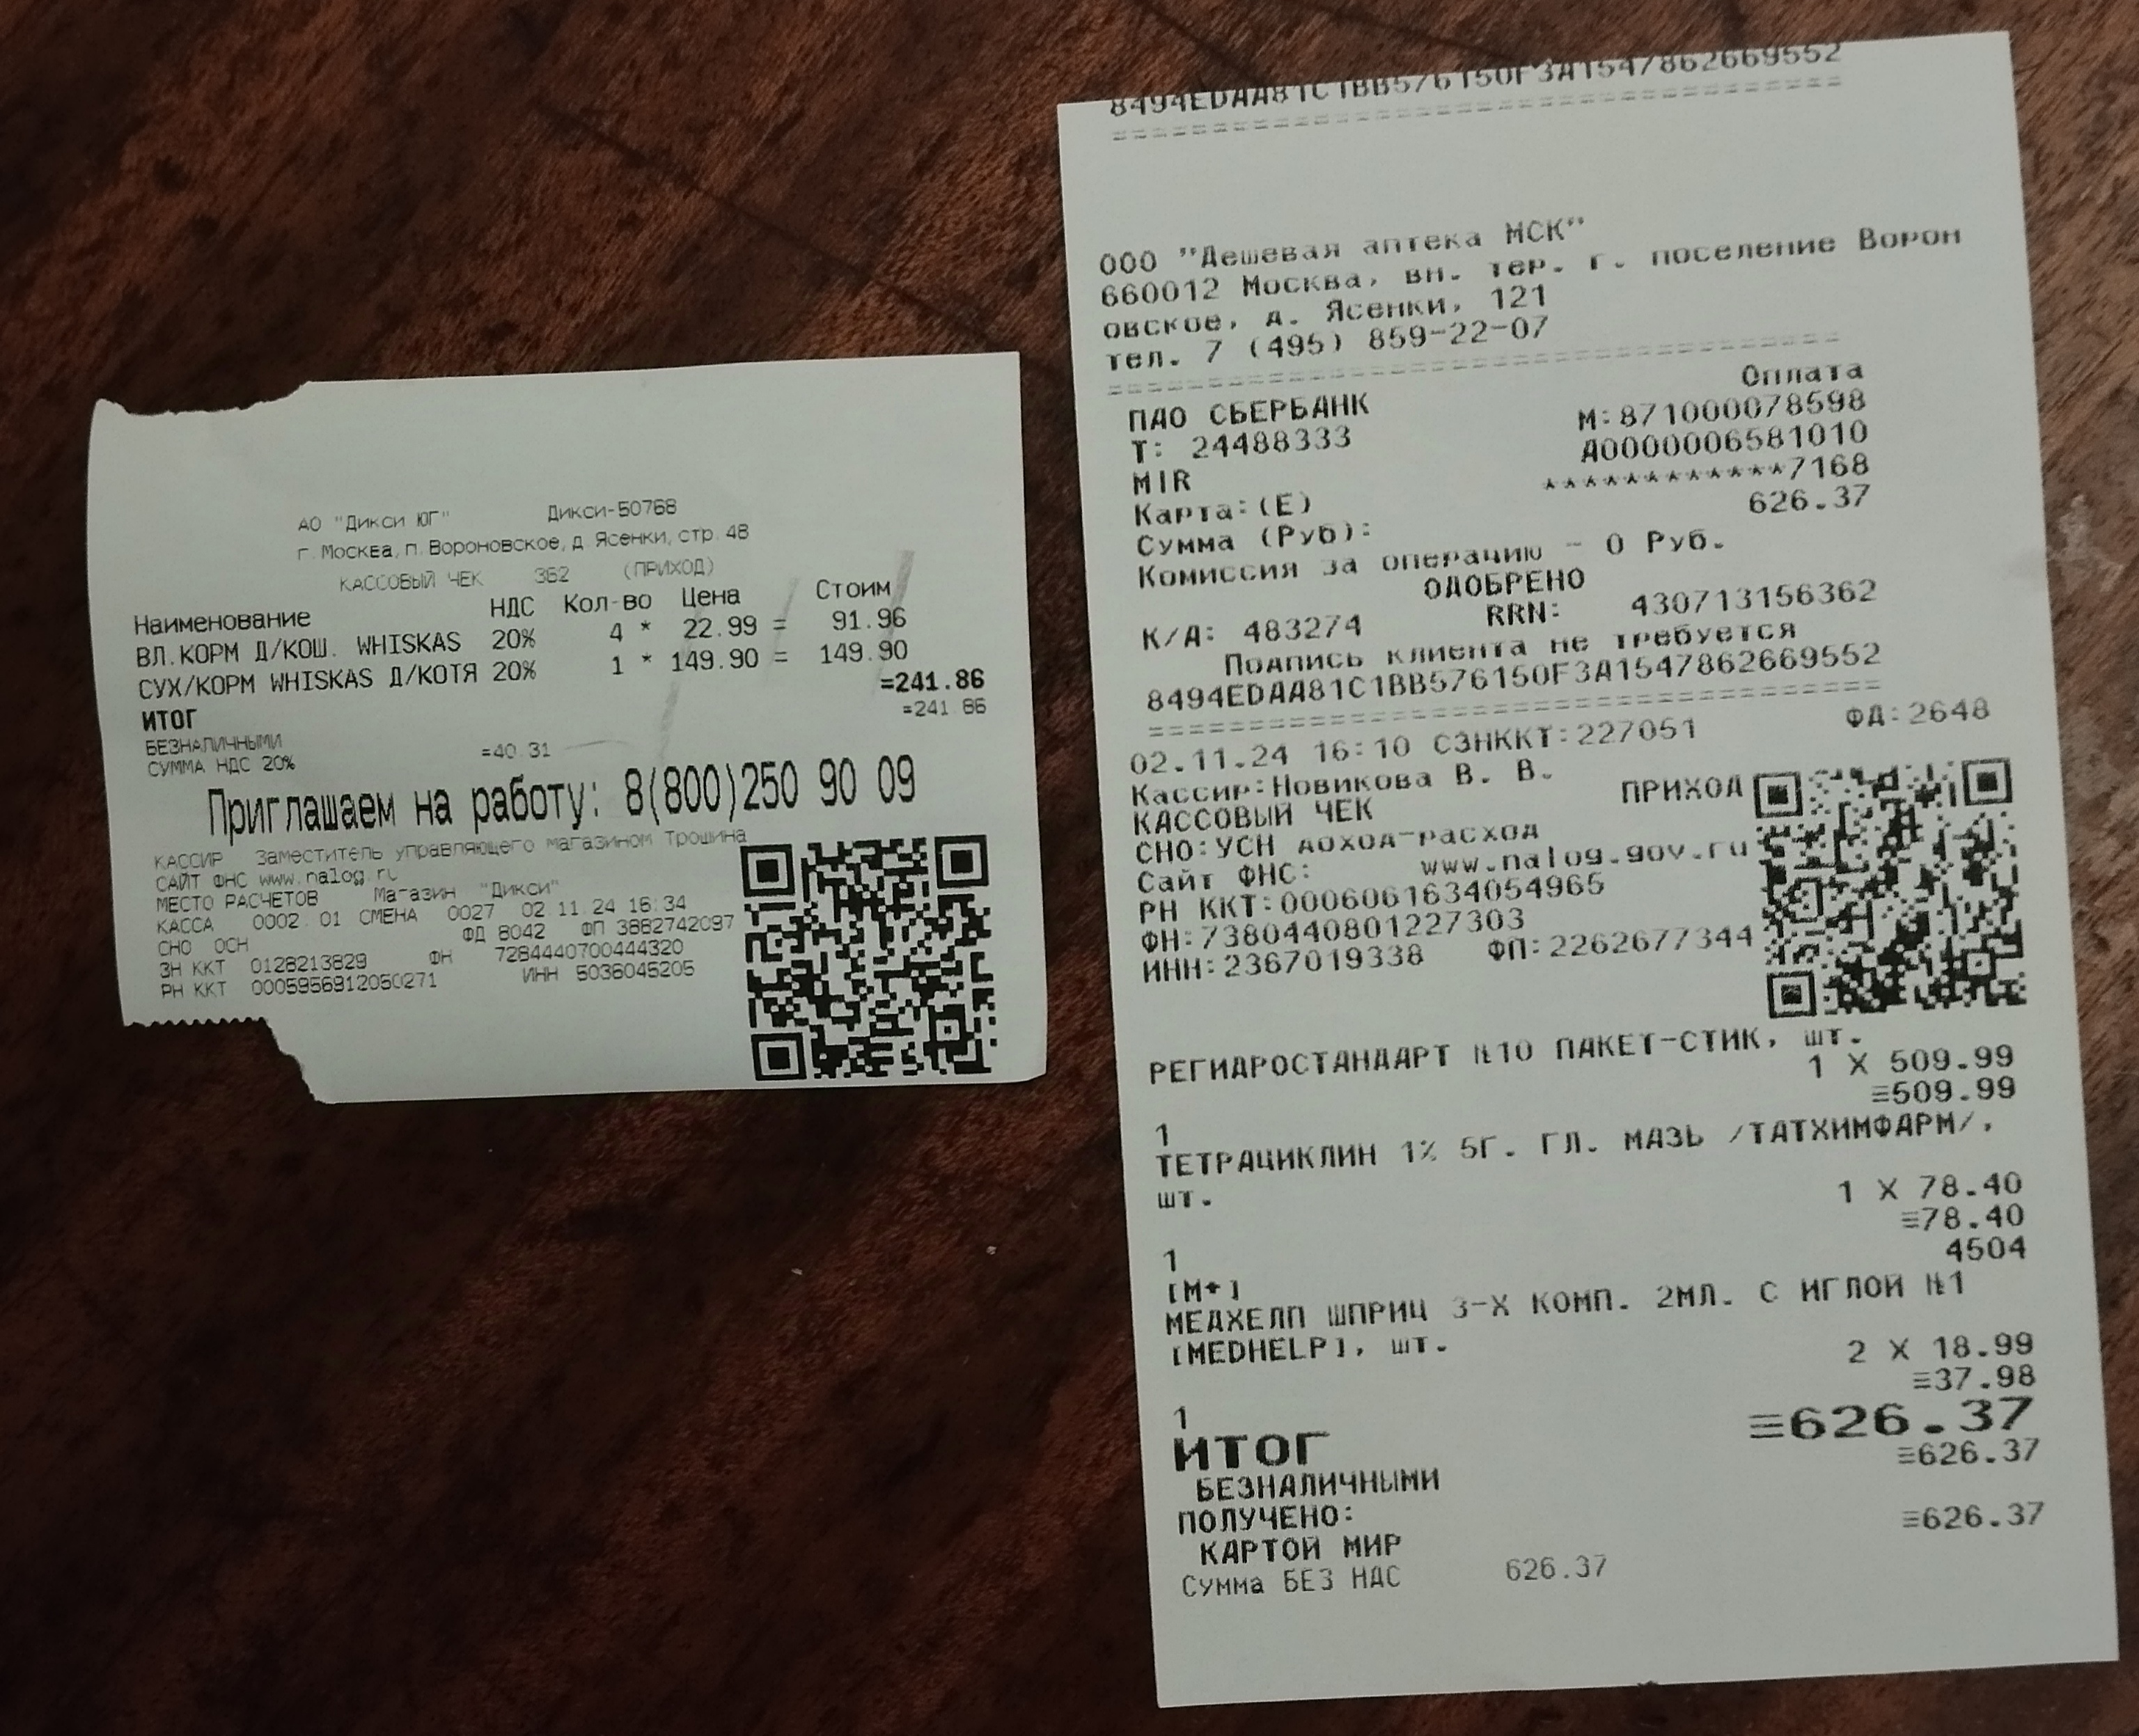 АО "Дикси ЮГ" Дикси-50768
г. Москва, п. Вороновское, д Ясенки, стр. 48
КАССОВЫЙ ЧЕК 362 (ПРИХОД)
Наименование НДС Кол-во Цена Стоим
ВЛ.КОРМ Д/КОШ. WHISKAS 20% 4 * 22.99 = 91.96
СУХ/КОРМ WHISKAS Д/КОТЯ 20% 1 * 149.90 = 149.90
ИТОГ =241.86
БЕЗНАЛИЧНЫМИ =241.86
СУММА НДС 20% =40.31
Приглашаем на работу: 8(800)250 90 09
КАССИР Заместитель управляющего магазином Трошина
САЙТ ФНС www.nalog.ru
МЕСТО РАСЧЕТОВ Магазин "Дикси"
КАССА 0002. 01 СМЕНА 0027 02.11.24 16:34
СНО ОСН ФД 8042 ФП 3882742097
ЗН ККТ 0128213829 ФН 7284440700444320
РН ККТ 0005956912050271 ИНН 5036045205
8494EDAA81C1BB576150F3A1547862669552
ООО "Дешевая аптека МСК"
660012 Москва, вн. тер. г. поселение Ворон
овское, д. Ясенки, 121
тел. 7 (495) 859-22-07
Оплата
ПАО СБЕРБАНК М:871000078598
Т: 24488333 A0000006581010
MIR ************7168
Карта:(E) 626.37
Сумма (Руб):
Комиссия за операцию - 0 Руб.
ОДОБРЕНО
К/А: 483274 RRN: 430713156362
Подпись клиента не требуется
8494EDAA81C1BB576150F3A1547862669552
02.11.24 16:10 СЗНККТ:227051 ФД:2648
Кассир:Новикова В. В.
КАССОВЫЙ ЧЕК ПРИХОД
СНО:УСН доход-расход
Сайт ФНС: www.nalog.gov.ru
РН ККТ:0006061634054965
ФН:7380440801227303
ИНН:2367019338 ФП:2262677344
РЕГИДРОСТАНДАРТ №10 ПАКЕТ-СТИК, шт.
1 X 509.99
≡509.99
1
ТЕТРАЦИКЛИН 1% 5Г. ГЛ. МАЗЬ /ТАТХИМФАРМ/,
шт.
1 X 78.40
≡78.40
1 4504
[М+]
МЕДХЕЛП ШПРИЦ 3-Х КОМП. 2МЛ. С ИГЛОЙ №1
[MEDHELP], шт.
2 X 18.99
≡37.98
1
ИТОГ ≡626.37
БЕЗНАЛИЧНЫМИ ≡626.37
ПОЛУЧЕНО:
КАРТОЙ МИР ≡626.37
Сумма БЕЗ НДС 626.37